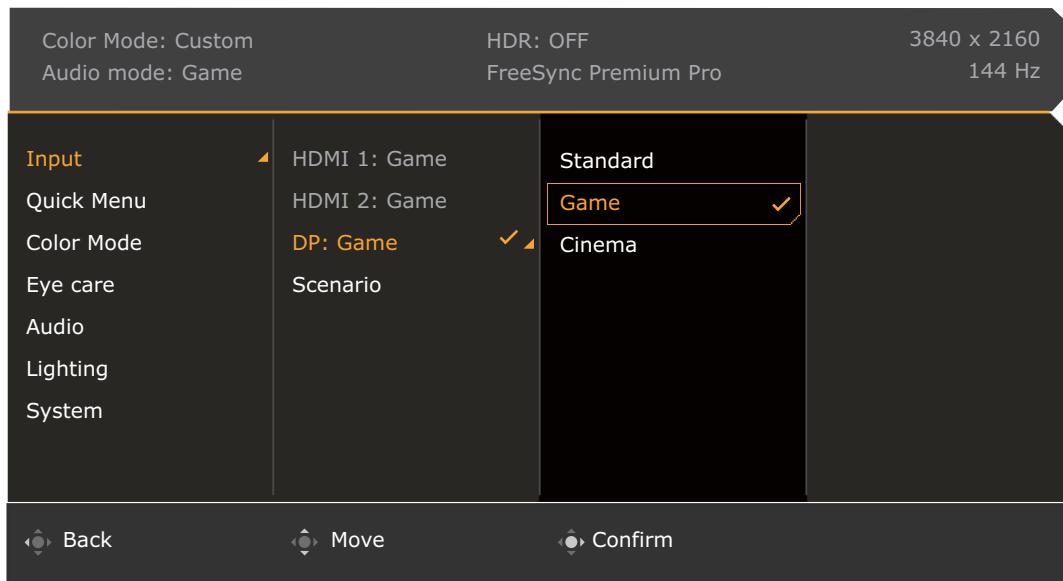 Color Mode: Custom
HDR: OFF
3840 x 2160
Audio mode: Game
FreeSync Premium Pro
144 Hz
Input
Quick Menu
Color Mode
Eye care
Audio
Lighting
System
HDMI 1: Game
HDMI 2: Game
DP: Game
Scenario
Standard
Game
Cinema
Back
Move
Confirm